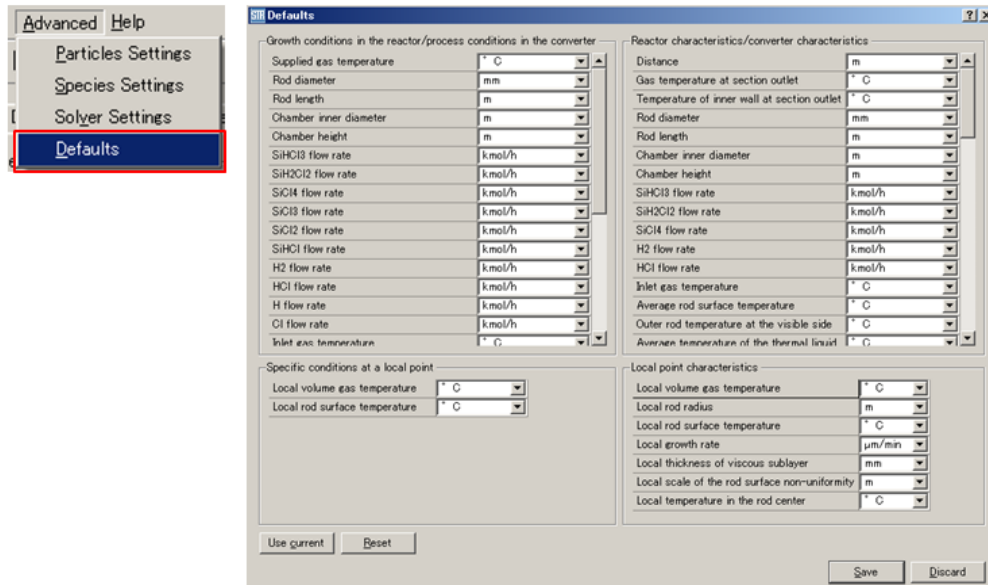 Advanced Help
Particles Settings
Species Settings
Solver Settings
Defaults
STR Defaults
Growth conditions in the reactor/process conditions in the converter
Supplied gas temperature ° C
Rod diameter mm
Rod length m
Chamber inner diameter m
Chamber height m
SiHCl3 flow rate kmol/h
SiH2Cl2 flow rate kmol/h
SiCl4 flow rate kmol/h
SiCl3 flow rate kmol/h
SiCl2 flow rate kmol/h
SiHCl flow rate kmol/h
H2 flow rate kmol/h
HCl flow rate kmol/h
H flow rate kmol/h
Cl flow rate kmol/h
Inlet gas temperature ° C
Reactor characteristics/converter characteristics
Distance m
Gas temperature at section outlet ° C
Temperature of inner wall at section outlet ° C
Rod diameter mm
Rod length m
Chamber inner diameter m
Chamber height m
SiHCl3 flow rate kmol/h
SiH2Cl2 flow rate kmol/h
SiCl4 flow rate kmol/h
H2 flow rate kmol/h
HCl flow rate kmol/h
Inlet gas temperature ° C
Average rod surface temperature ° C
Outer rod temperature at the visible side ° C
Average temperature of the thermal liquid ° C
Specific conditions at a local point
Local volume gas temperature ° C
Local rod surface temperature ° C
Local point characteristics
Local volume gas temperature ° C
Local rod radius m
Local rod surface temperature ° C
Local growth rate μm/min
Local thickness of viscous sublayer mm
Local scale of the rod surface non-uniformity m
Local temperature in the rod center ° C
Use current Reset
Save Discard